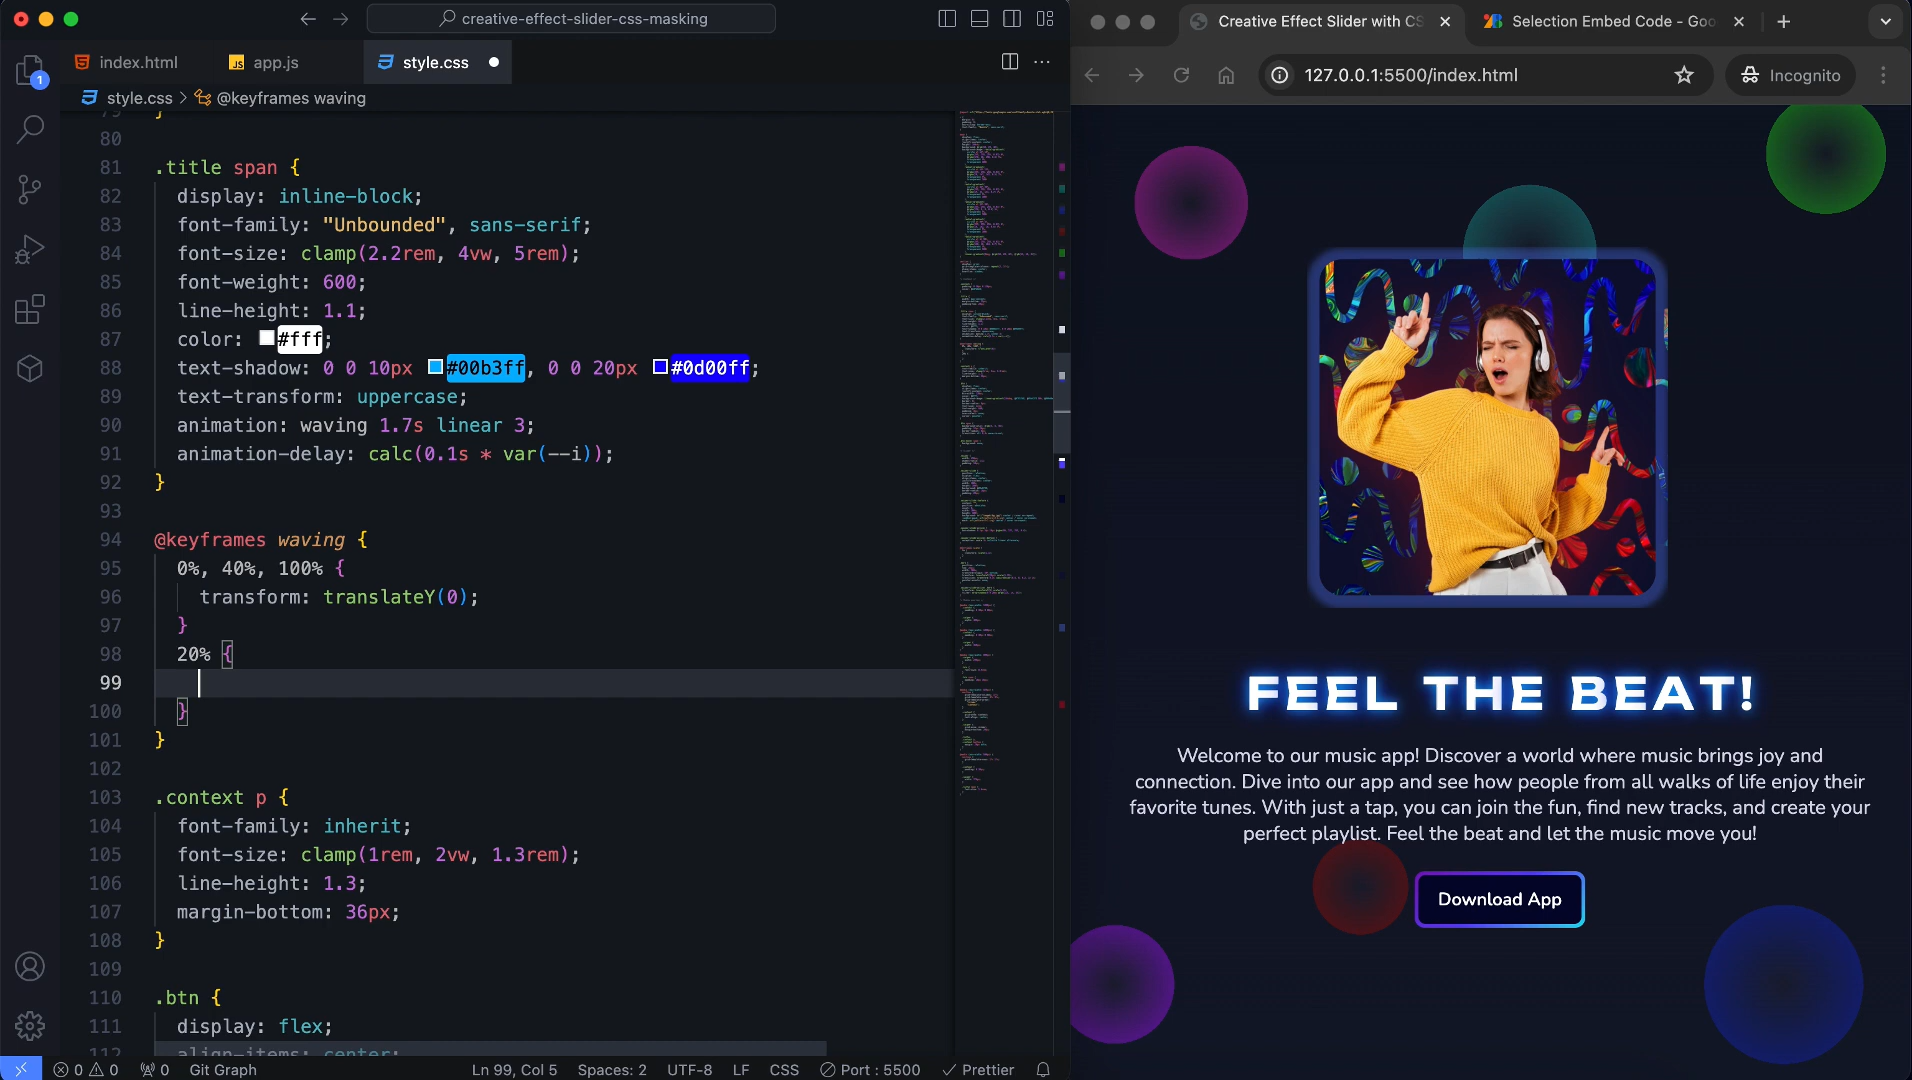 creative-effect-slider-css-masking
index.html
app.js
style.css
style.css > @keyframes waving
79 }
80
81 .title span {
82 display: inline-block;
83 font-family: "Unbounded", sans-serif;
84 font-size: clamp(2.2rem, 4vw, 5rem);
85 font-weight: 600;
86 line-height: 1.1;
87 color: #fff;
88 text-shadow: 0 0 10px #00b3ff, 0 0 20px #0d00ff;
89 text-transform: uppercase;
90 animation: waving 1.7s linear 3;
91 animation-delay: calc(0.1s * var(--i));
92 }
93
94 @keyframes waving {
95 0%, 40%, 100% {
96 transform: translateY(0);
97 }
98 20% {
99
100 }
101 }
102
103 .context p {
104 font-family: inherit;
105 font-size: clamp(1rem, 2vw, 1.3rem);
106 line-height: 1.3;
107 margin-bottom: 36px;
108 }
109
110 .btn {
111 display: flex;
112 align-items: center;
1
0 0 0 Git Graph Ln 99, Col 5 Spaces: 2 UTF-8 LF CSS Port : 5500 Prettier
Creative Effect Slider with CS
Selection Embed Code - Goo
127.0.0.1:5500/index.html
Incognito
FEEL THE BEAT!
Welcome to our music app! Discover a world where music brings joy and
connection. Dive into our app and see how people from all walks of life enjoy their
favorite tunes. With just a tap, you can join the fun, find new tracks, and create your
perfect playlist. Feel the beat and let the music move you!
Download App